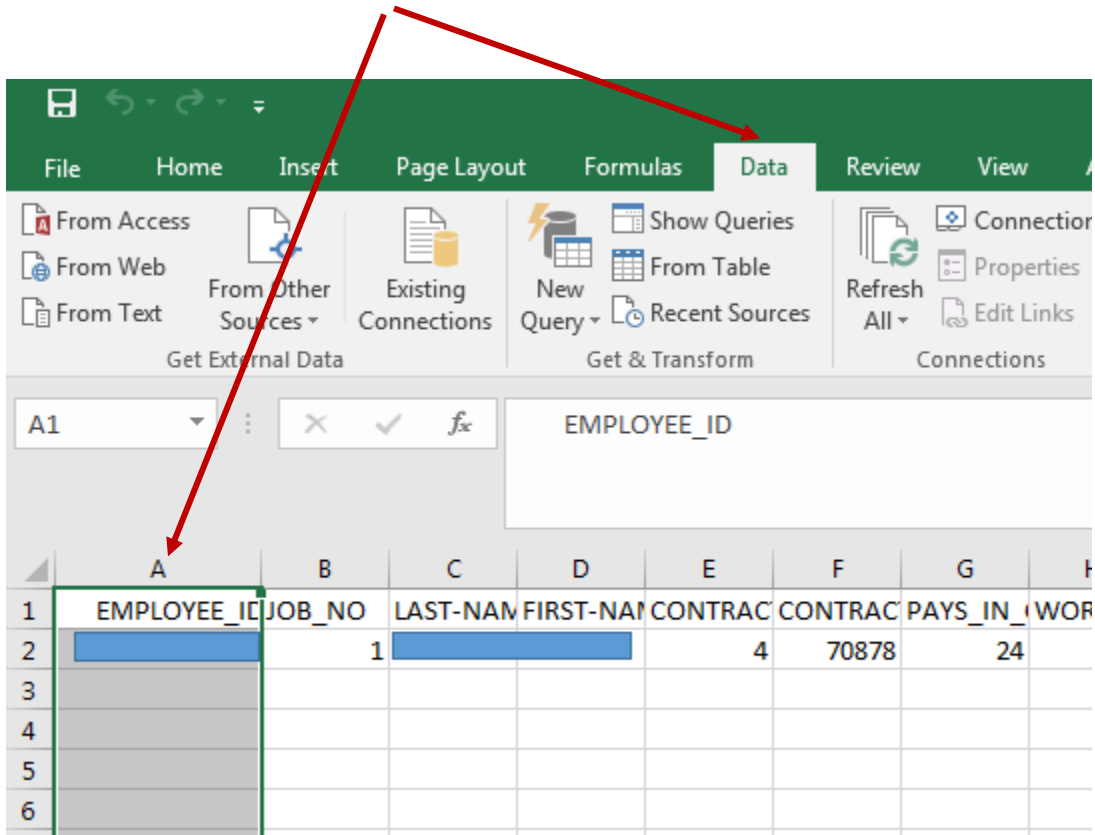 File Home Insert Page Layout Formulas Data Review View
From Access
From Web
From Text
From Other Sources
Existing Connections
Get External Data
New Query
Show Queries
From Table
Recent Sources
Get & Transform
Refresh All
Connection
Properties
Edit Links
Connections
A1 fx EMPLOYEE_ID
A B C D E F G
1 EMPLOYEE_ID JOB_NO LAST-NAM FIRST-NAM CONTRAC CONTRAC PAYS_IN_ WOR
2 1 4 70878 24
3
4
5
6